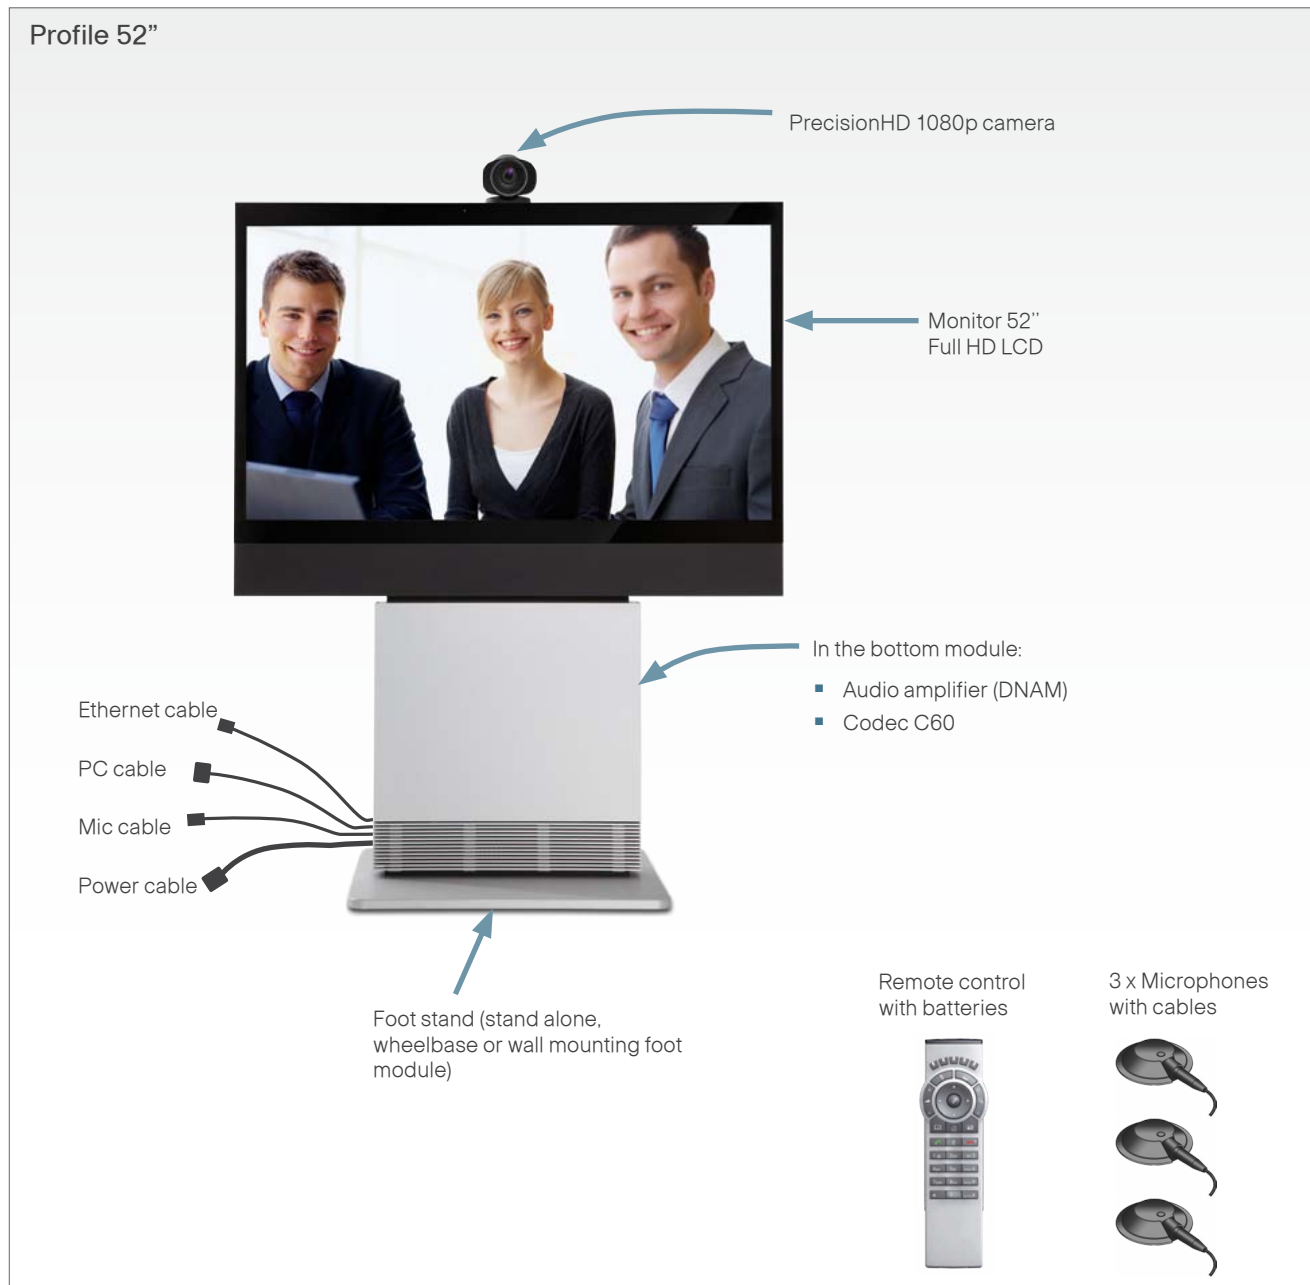 Profile 52”
PrecisionHD 1080p camera
Monitor 52’’
Full HD LCD
In the bottom module:
▪ Audio amplifier (DNAM)
▪ Codec C60
Ethernet cable
PC cable
Mic cable
Power cable
Foot stand (stand alone,
wheelbase or wall mounting foot
module)
Remote control
with batteries
3 x Microphones
with cables